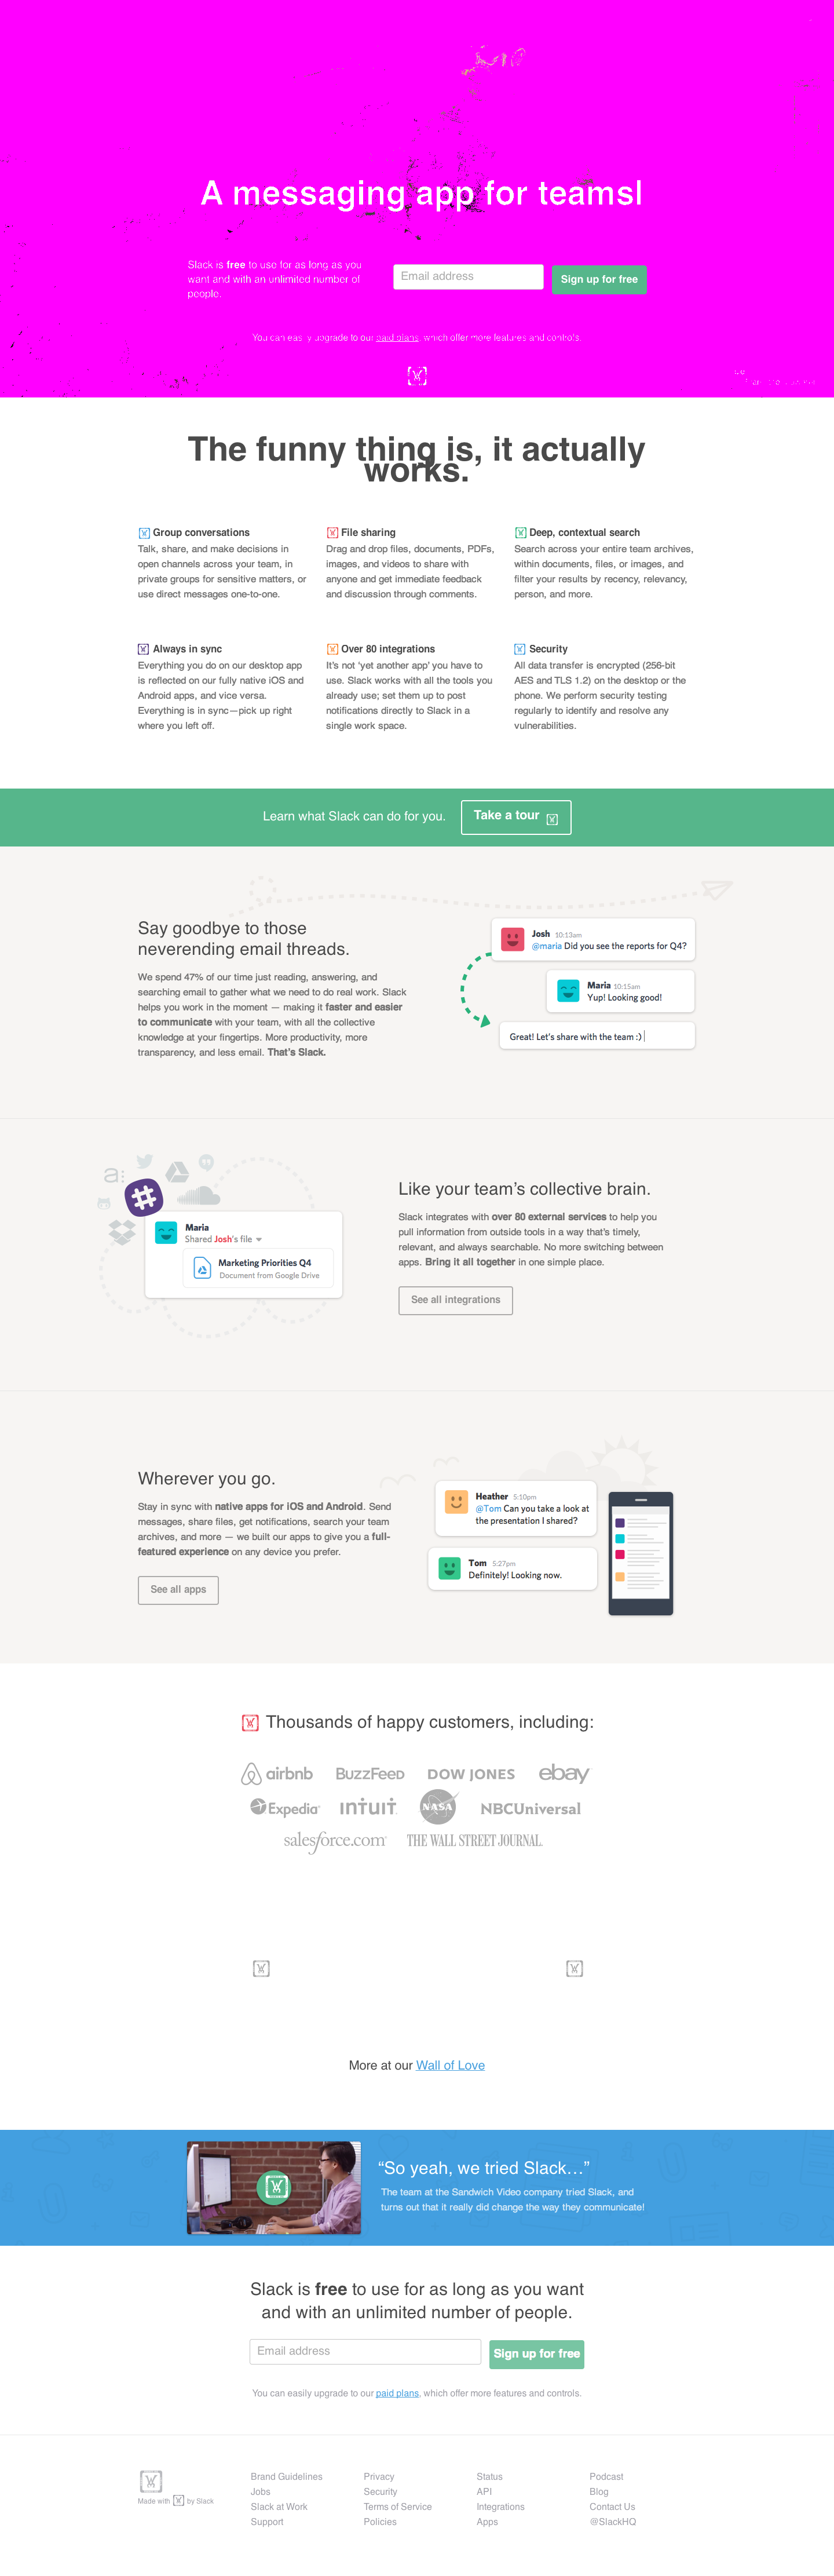 A messaging app for teams
Slack is free to use for as long as you
want and with an unlimited number of
people.
Email address
Sign up for free
You can easily upgrade to our paid plans, which offer more features and controls.
The funny thing is, it actually
works.
Group conversations
Talk, share, and make decisions in
open channels across your team, in
private groups for sensitive matters, or
use direct messages one-to-one.
File sharing
Drag and drop files, documents, PDFs,
images, and videos to share with
anyone and get immediate feedback
and discussion through comments.
Deep, contextual search
Search across your entire team archives,
within documents, files, or images, and
filter your results by recency, relevancy,
person, and more.
Always in sync
Everything you do on our desktop app
is reflected on our fully native iOS and
Android apps, and vice versa.
Everything is in sync—pick up right
where you left off.
Over 80 integrations
It's not ‘yet another app’ you have to
use. Slack works with all the tools you
already use; set them up to post
notifications directly to Slack in a
single work space.
Security
All data transfer is encrypted (256-bit
AES and TLS 1.2) on the desktop or the
phone. We perform security testing
regularly to identify and resolve any
vulnerabilities.
Learn what Slack can do for you.
Take a tour
Say goodbye to those
neverending email threads.
We spend 47% of our time just reading, answering, and
searching email to gather what we need to do real work. Slack
helps you work in the moment — making it faster and easier
to communicate with your team, with all the collective
knowledge at your fingertips. More productivity, more
transparency, and less email. That's Slack.
Josh 10:13am
@maria Did you see the reports for Q4?
Maria 10:15am
Yup! Looking good!
Great! Let's share with the team :)
a:
#
Maria
Shared Josh's file
Marketing Priorities Q4
Document from Google Drive
Like your team's collective brain.
Slack integrates with over 80 external services to help you
pull information from outside tools in a way that's timely,
relevant, and always searchable. No more switching between
apps. Bring it all together in one simple place.
See all integrations
Wherever you go.
Stay in sync with native apps for iOS and Android. Send
messages, share files, get notifications, search your team
archives, and more — we built our apps to give you a full-
featured experience on any device you prefer.
See all apps
Heather 5:10pm
@Tom Can you take a look at
the presentation I shared?
Tom 5:27pm
Definitely! Looking now.
Thousands of happy customers, including:
airbnb BuzzFeed DOW JONES ebay
Expedia intuit NASA NBCUniversal
salesforce.com THE WALL STREET JOURNAL.
More at our Wall of Love
“So yeah, we tried Slack…”
The team at the Sandwich Video company tried Slack, and
turns out that it really did change the way they communicate!
Slack is free to use for as long as you want
and with an unlimited number of people.
Email address
Sign up for free
You can easily upgrade to our paid plans, which offer more features and controls.
Made with by Slack
Brand Guidelines
Jobs
Slack at Work
Support
Privacy
Security
Terms of Service
Policies
Status
API
Integrations
Apps
Podcast
Blog
Contact Us
@SlackHQ